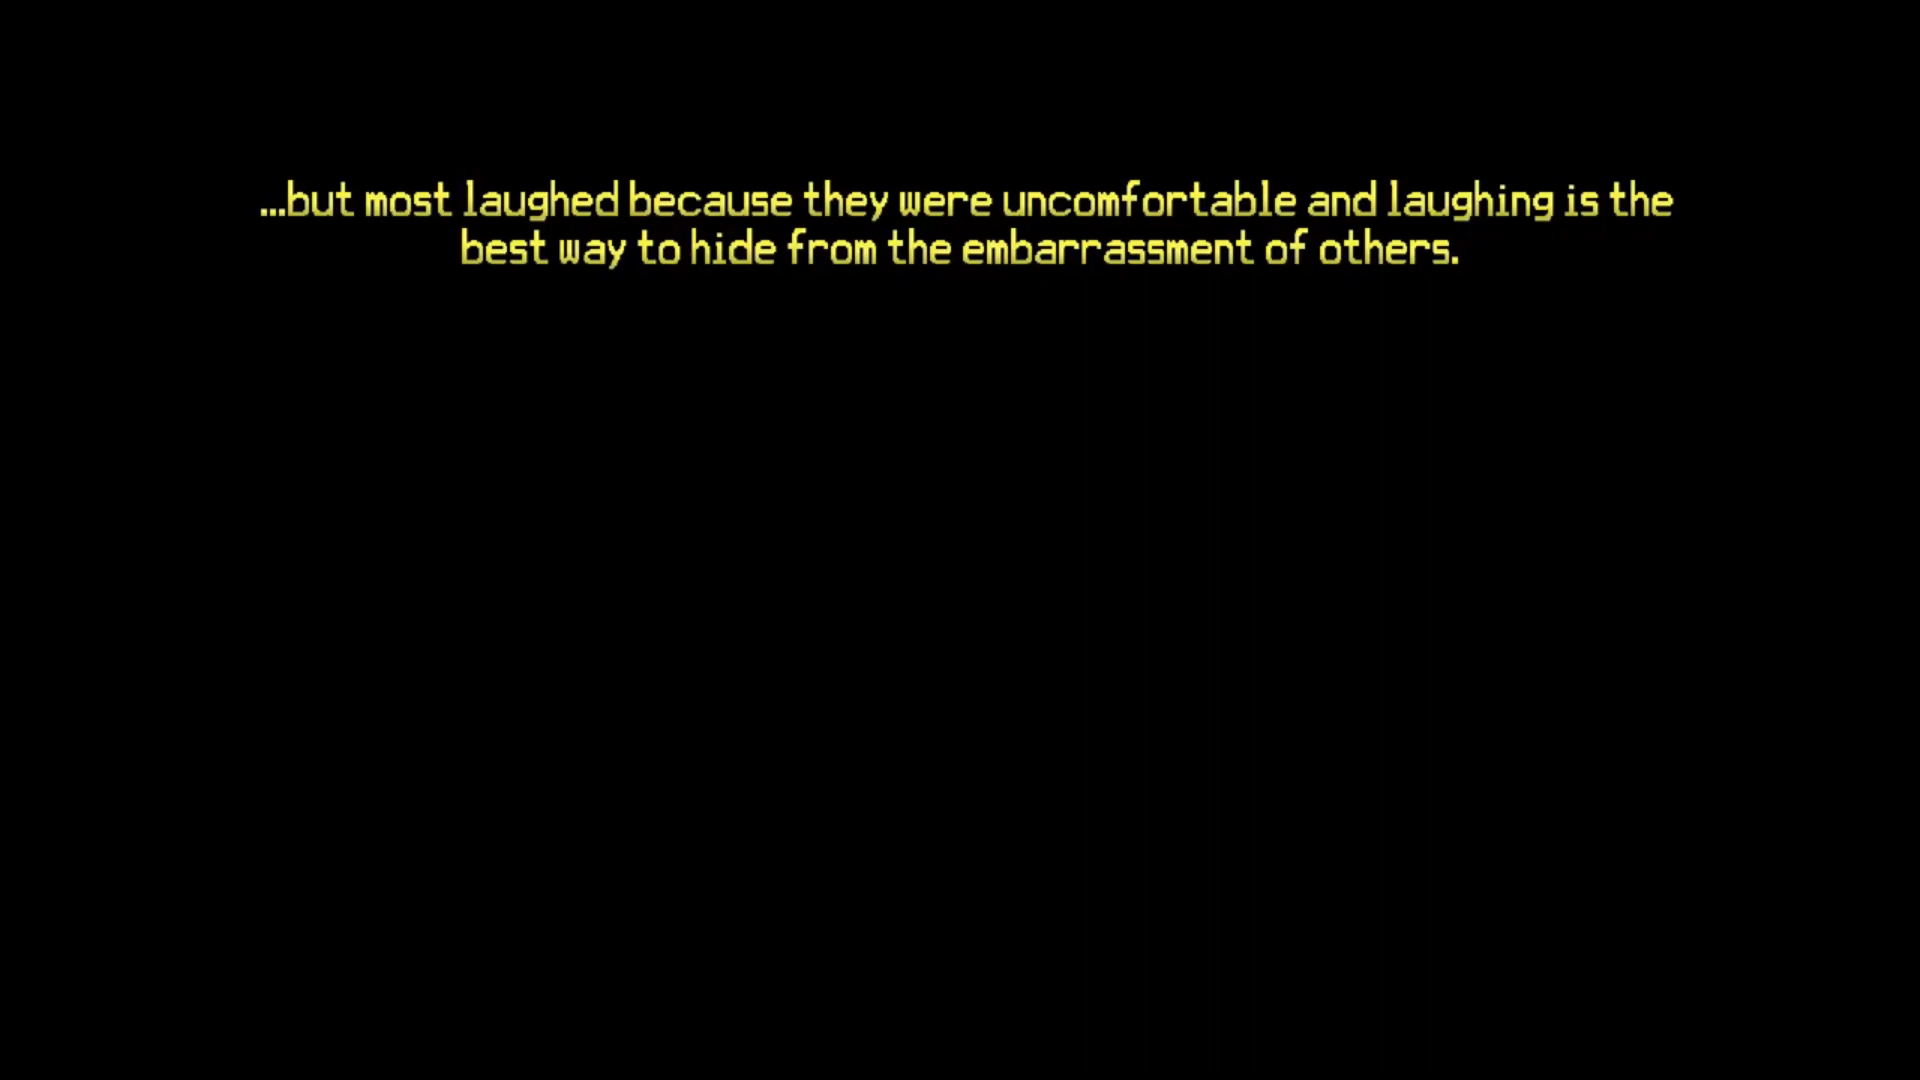 ...but most laughed because they were uncomfortable and laughing is the
best way to hide from the embarrassment of others.